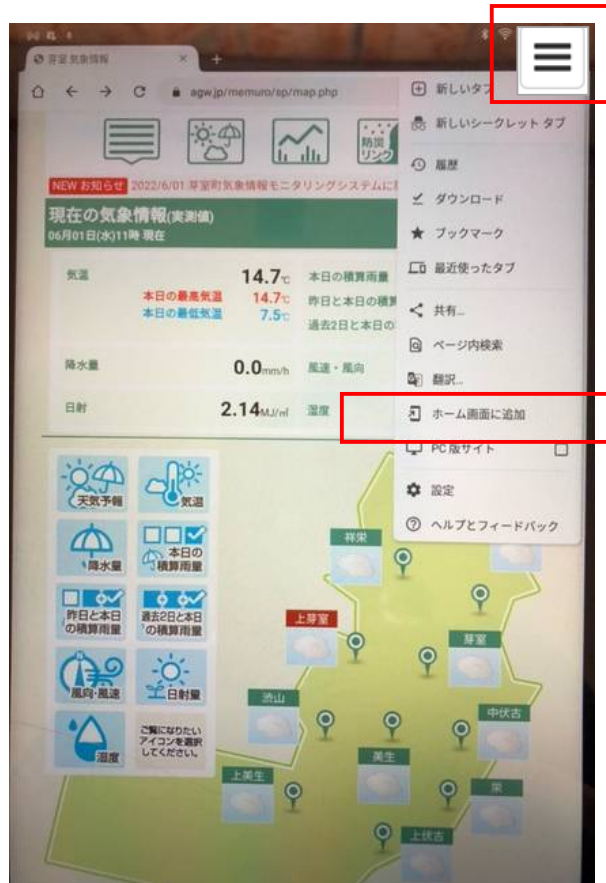 芽室 気象情報
agw.jp/memuro/sp/map.php
新しいタブ
新しいシークレット タブ
履歴
ダウンロード
ブックマーク
最近使ったタブ
共有...
ページ内検索
翻訳...
ホーム画面に追加
PC 版サイト
設定
ヘルプとフィードバック
防災
リンク
NEW お知らせ 2022/6/01 芽室町気象情報モニタリングシステムに
現在の気象情報(実測値)
06月01日(水)11時 現在
気温 14.7℃
本日の最高気温 14.7℃
本日の最低気温 7.5℃
本日の積算雨量
昨日と本日の積算
過去2日と本日の
降水量 0.0mm/h 風速・風向
日射 2.14MJ/㎡ 湿度
天気予報
気温
降水量
本日の
積算雨量
昨日と本日
の積算雨量
過去2日と本日
の積算雨量
N
風向・風速
日射量
湿度
ご覧になりたい
アイコンを選択
してください。
祥栄
上芽室
芽室
渋山
中伏古
美生
上美生
栄
上伏古